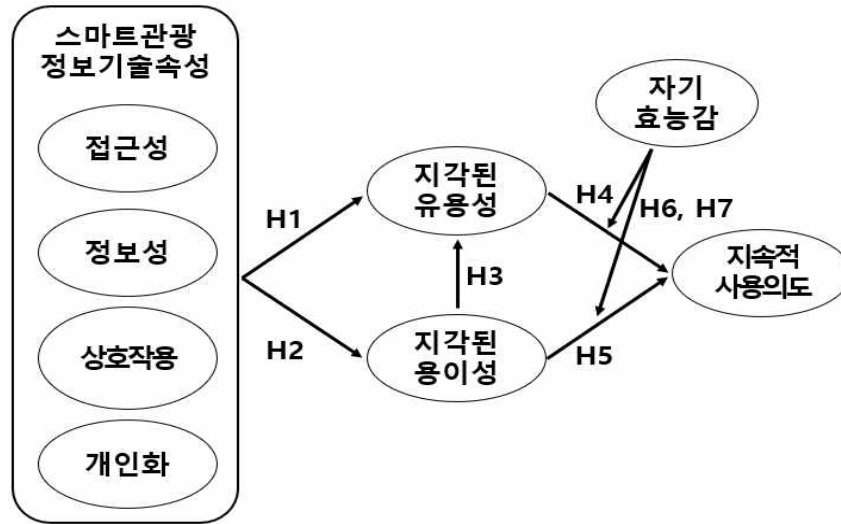 스마트관광
정보기술속성
접근성
정보성
상호작용
개인화
H1
H2
지각된
유용성
H3
지각된
용이성
자기
효능감
H4
H6, H7
H5
지속적
사용의도